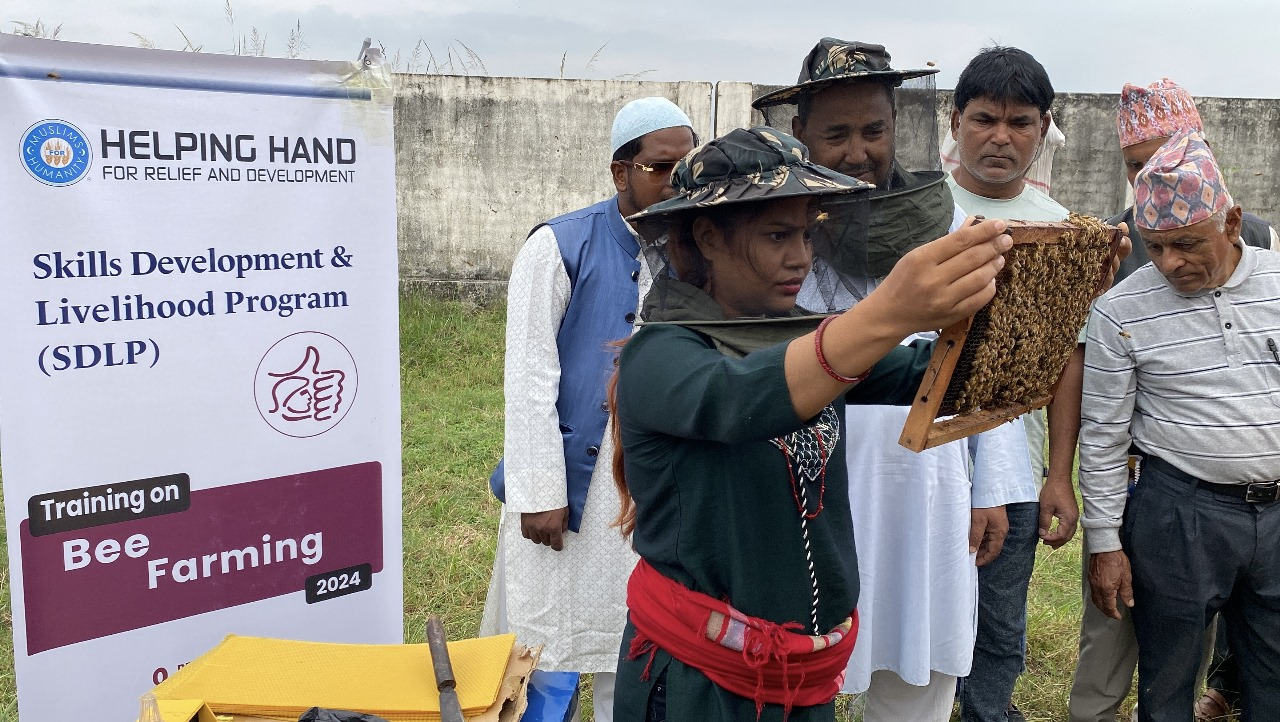 MUSLIMS
FOR
HUMANITY
HELPING HAND
FOR RELIEF AND DEVELOPMENT
Skills Development &
Livelihood Program
(SDLP)
Training on
Bee
Farming
2024